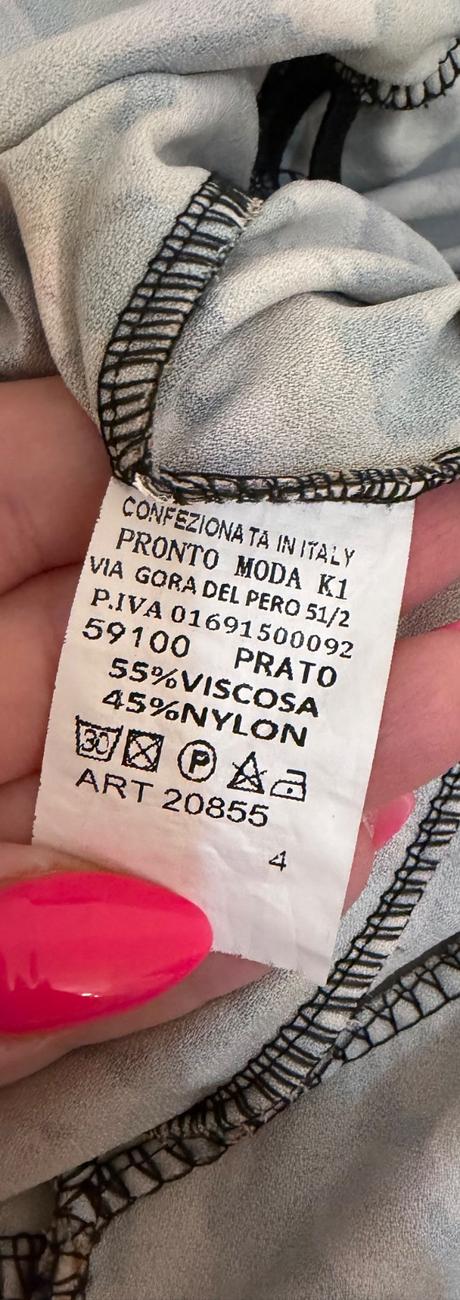 CONFEZIONATA IN ITALY
PRONTO MODA K1
VIA GORA DEL PERO 51/2
P.IVA 01691500092
59100 PRATO
55%VISCOSA
45%NYLON
30 P
ART 20855
4